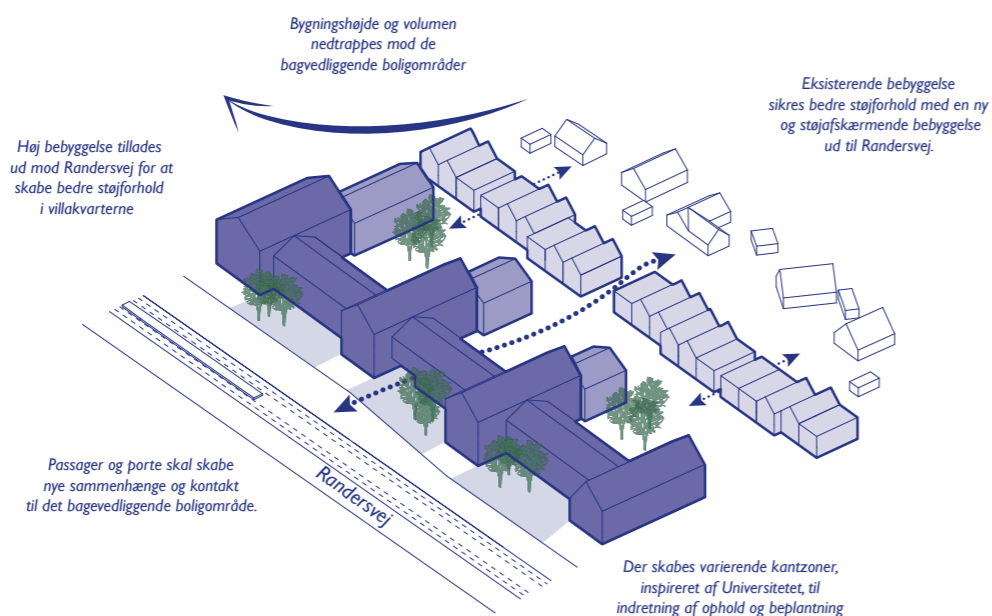 Bygningshøjde og volumen
nedtrappes mod de
bagvedliggende boligområder
Eksisterende bebyggelse
sikres bedre støjforhold med en ny
og støjafskærmende bebyggelse
ud til Randersvej.
Høj bebyggelse tillades
ud mod Randersvej for at
skabe bedre støjforhold
i villakvarterne
Passager og porte skal skabe
nye sammenhænge og kontakt
til det bagevedliggende boligområde.
Randersvej
Der skabes varierende kantzoner,
inspireret af Universitetet, til
indretning af ophold og beplantning